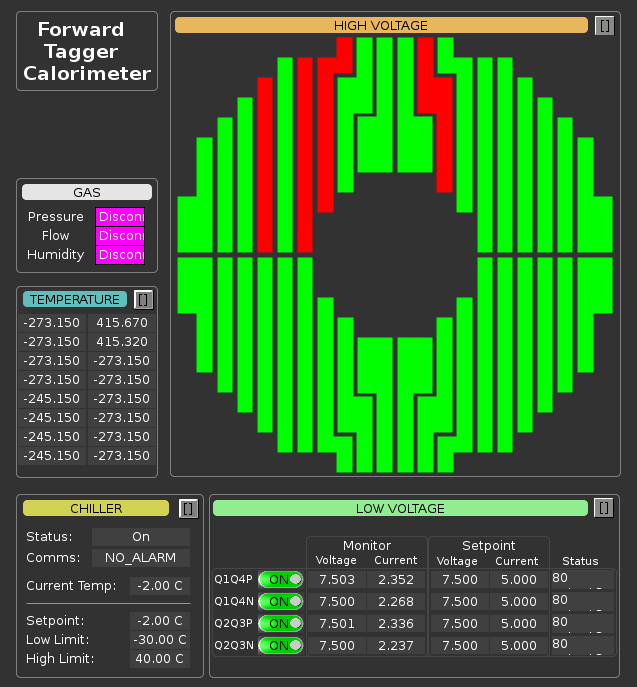 Forward
Tagger
Calorimeter
HIGH VOLTAGE []
GAS
Pressure Discon
Flow Discon
Humidity Discon
TEMPERATURE []
-273.150 415.670
-273.150 415.320
-273.150 -273.150
-273.150 -273.150
-245.150 -273.150
-245.150 -273.150
-245.150 -273.150
-245.150 -273.150
CHILLER []
Status: On
Comms: NO_ALARM
Current Temp: -2.00 C
Setpoint: -2.00 C
Low Limit: -30.00 C
High Limit: 40.00 C
LOW VOLTAGE []
Monitor Setpoint
Voltage Current Voltage Current Status
Q1Q4P ON 7.503 2.352 7.500 5.000 80
Q1Q4N ON 7.500 2.268 7.500 5.000 80
Q2Q3P ON 7.501 2.336 7.500 5.000 80
Q2Q3N ON 7.500 2.237 7.500 5.000 80